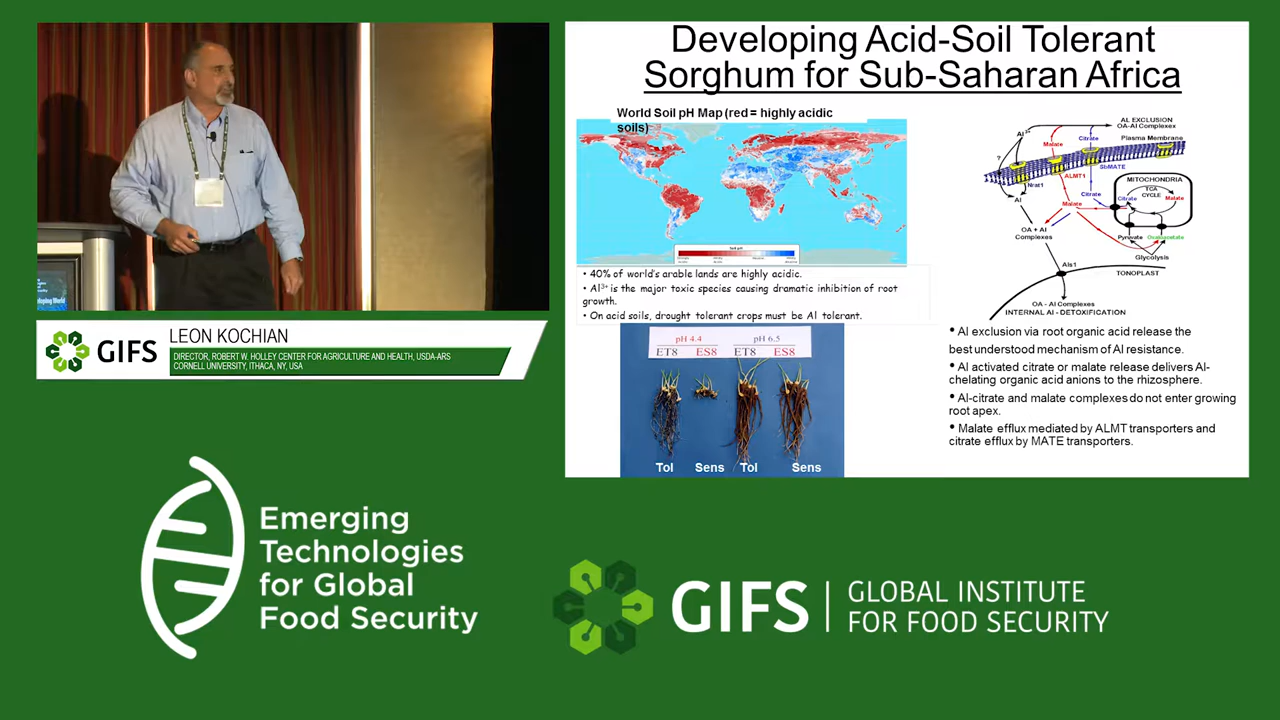 Developing Acid-Soil Tolerant
Sorghum for Sub-Saharan Africa
World Soil pH Map (red = highly acidic
soils)
Soil pH
• 40% of world's arable lands are highly acidic.
• Al3+ is the major toxic species causing dramatic inhibition of root
growth.
• On acid soils, drought tolerant crops must be Al tolerant.
pH 4.4 pH 6.5
ET8 ES8 ET8 ES8
Tol Sens Tol Sens
AL EXCLUSION
OA-Al Complexex
Al3+
Malate
Citrate
Plasma Membrane
?
ALMT1
SbMATE
Nrat1
Al
Citrate
Malate
MITOCHONDRIA
TCA
CYCLE
Citrate
Malate
OA + Al
Complexes
Pyruvate
Oxaloacetate
Glycolysis
Als1
TONOPLAST
OA - Al Complexes
INTERNAL Al - DETOXIFICATION
• Al exclusion via root organic acid release the
best understood mechanism of Al resistance.
• Al activated citrate or malate release delivers Al-
chelating organic acid anions to the rhizosphere.
• Al-citrate and malate complexes do not enter growing
root apex.
• Malate efflux mediated by ALMT transporters and
citrate efflux by MATE transporters.
GIFS
LEON KOCHIAN
DIRECTOR, ROBERT W. HOLLEY CENTER FOR AGRICULTURE AND HEALTH, USDA-ARS
CORNELL UNIVERSITY, ITHACA, NY, USA
Emerging
Technologies
for Global
Food Security
GIFS
GLOBAL INSTITUTE
FOR FOOD SECURITY